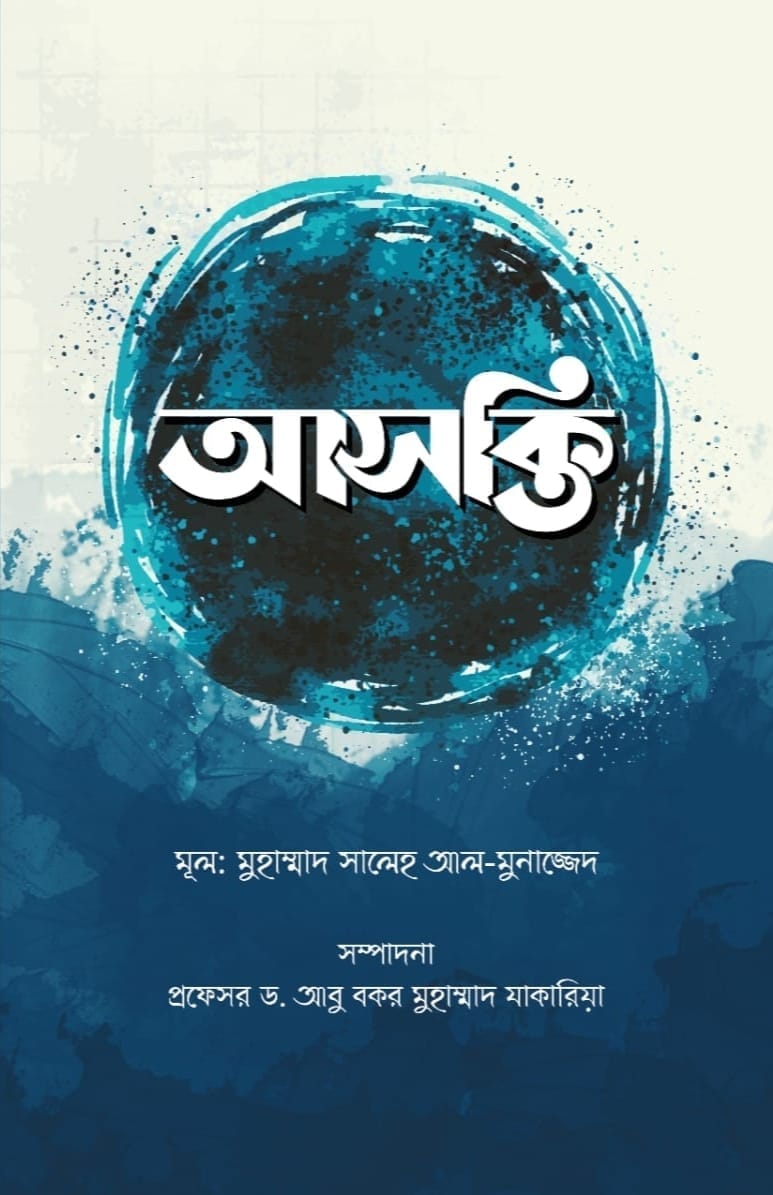 আসক্তি
মূল: মুহাম্মাদ সালেহ আল-মুনাজ্জেদ
সম্পাদনা
প্রফেসর ড. আবু বকর মুহাম্মাদ যাকারিয়া